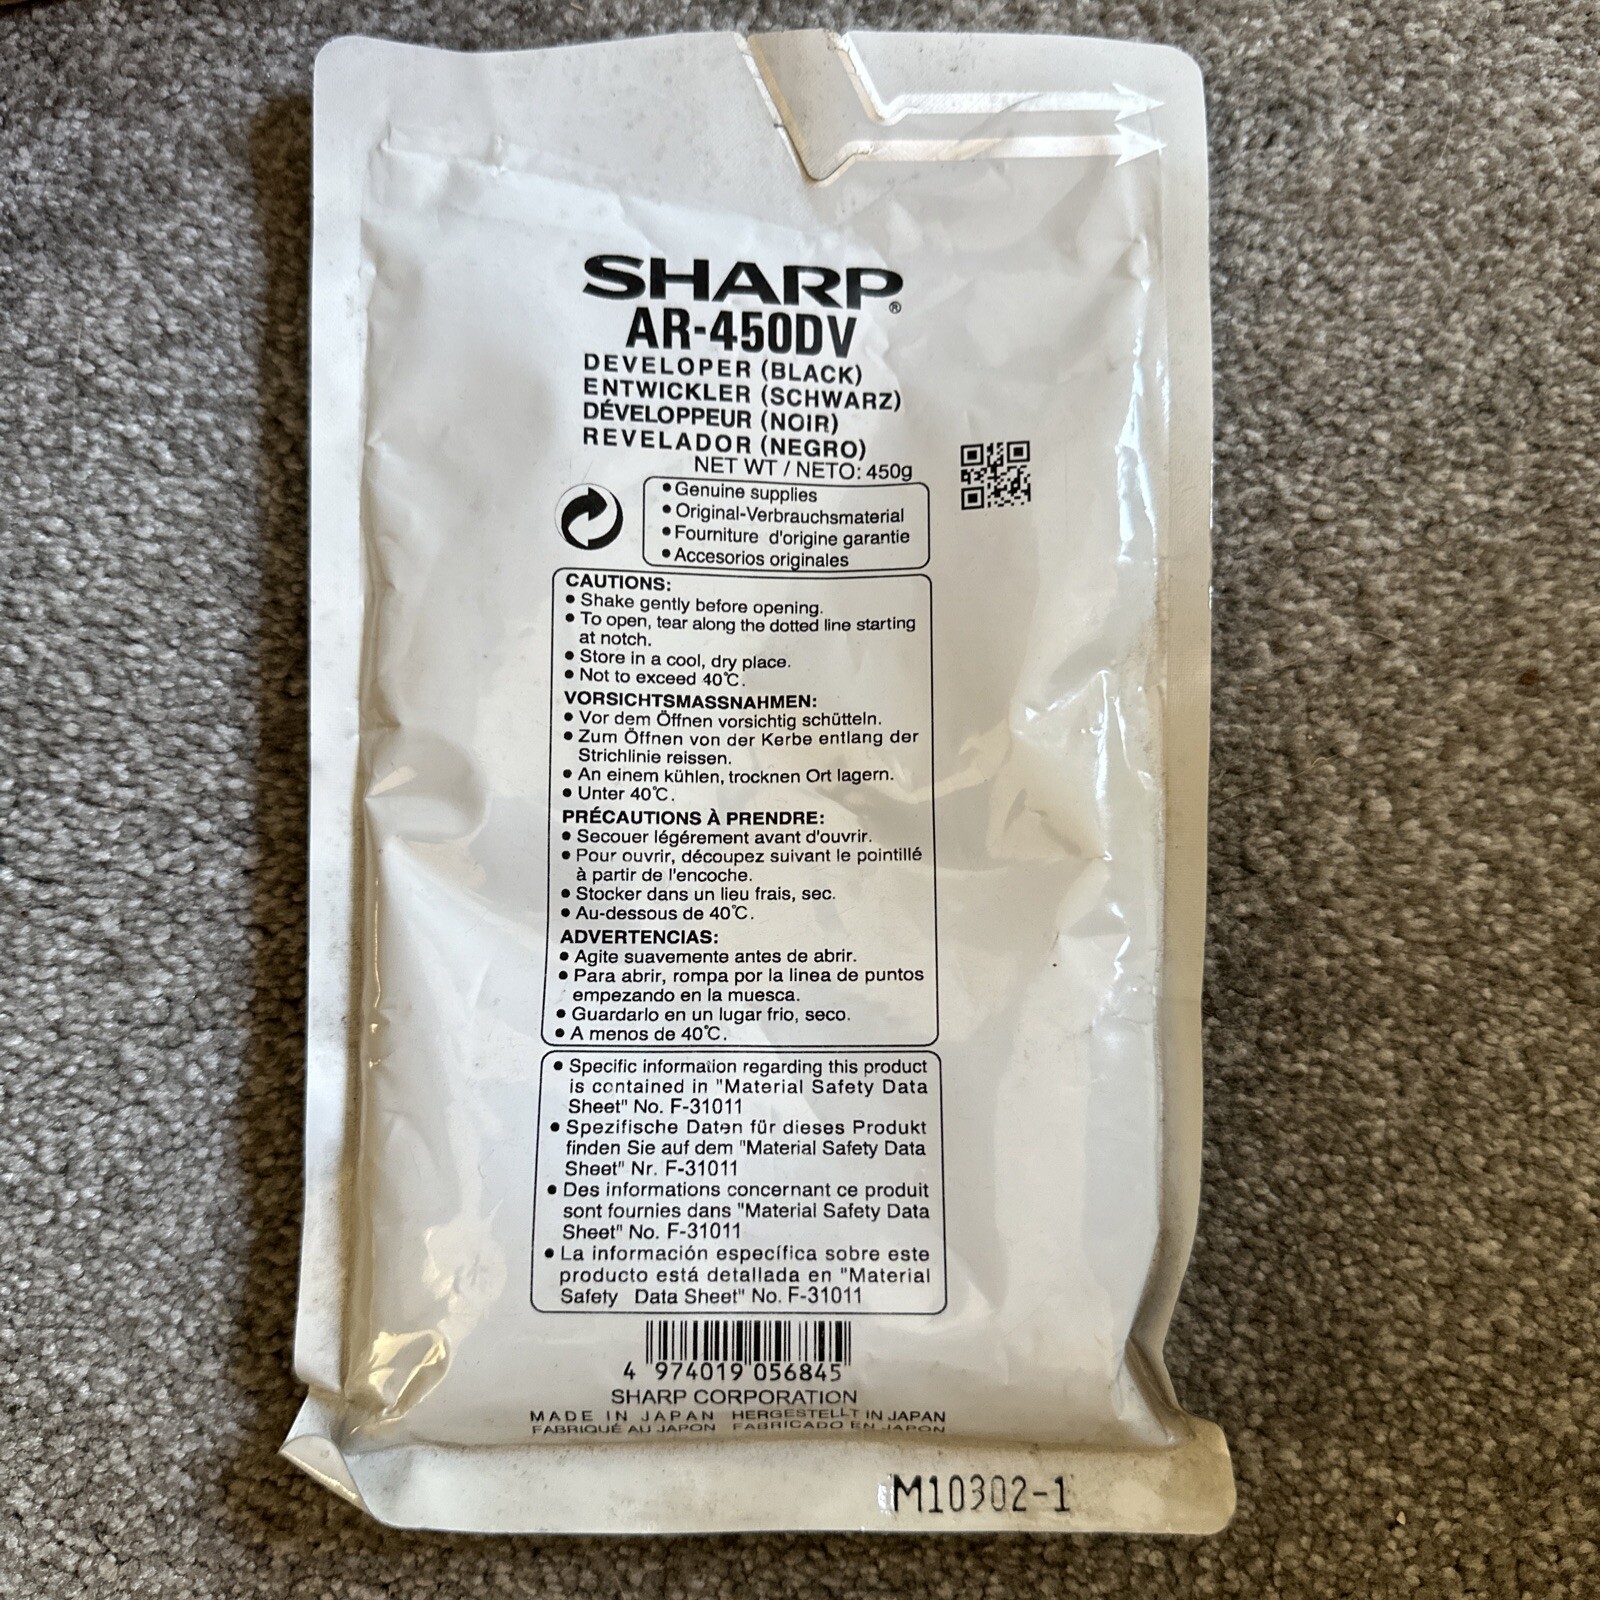 SHARP®
AR-450DV
DEVELOPER (BLACK)
ENTWICKLER (SCHWARZ)
DÉVELOPPEUR (NOIR)
REVELADOR (NEGRO)
NET WT / NETO: 450g
• Genuine supplies
• Original-Verbrauchsmaterial
• Fourniture d'origine garantie
• Accesorios originales
CAUTIONS:
• Shake gently before opening.
• To open, tear along the dotted line starting
at notch.
• Store in a cool, dry place.
• Not to exceed 40℃.
VORSICHTSMASSNAHMEN:
• Vor dem Öffnen vorsichtig schütteln.
• Zum Öffnen von der Kerbe entlang der
Strichlinie reissen.
• An einem kühlen, trocknen Ort lagern.
• Unter 40℃.
PRÉCAUTIONS À PRENDRE:
• Secouer légérement avant d'ouvrir.
• Pour ouvrir, découpez suivant le pointillé
à partir de l'encoche.
• Stocker dans un lieu frais, sec.
• Au-dessous de 40℃.
ADVERTENCIAS:
• Agite suavemente antes de abrir.
• Para abrir, rompa por la linea de puntos
empezando en la muesca.
• Guardarlo en un lugar frio, seco.
• A menos de 40℃.
• Specific information regarding this product
is contained in "Material Safety Data
Sheet" No. F-31011
• Spezifische Daten für dieses Produkt
finden Sie auf dem "Material Safety Data
Sheet" Nr. F-31011
• Des informations concernant ce produit
sont fournies dans "Material Safety Data
Sheet" No. F-31011
• La información específica sobre este
producto está detallada en "Material
Safety Data Sheet" No. F-31011
4 974019 056845
SHARP CORPORATION
MADE IN JAPAN HERGESTELLT IN JAPAN
FABRIQUÉ AU JAPON FABRICADO EN JAPON
M10302-1